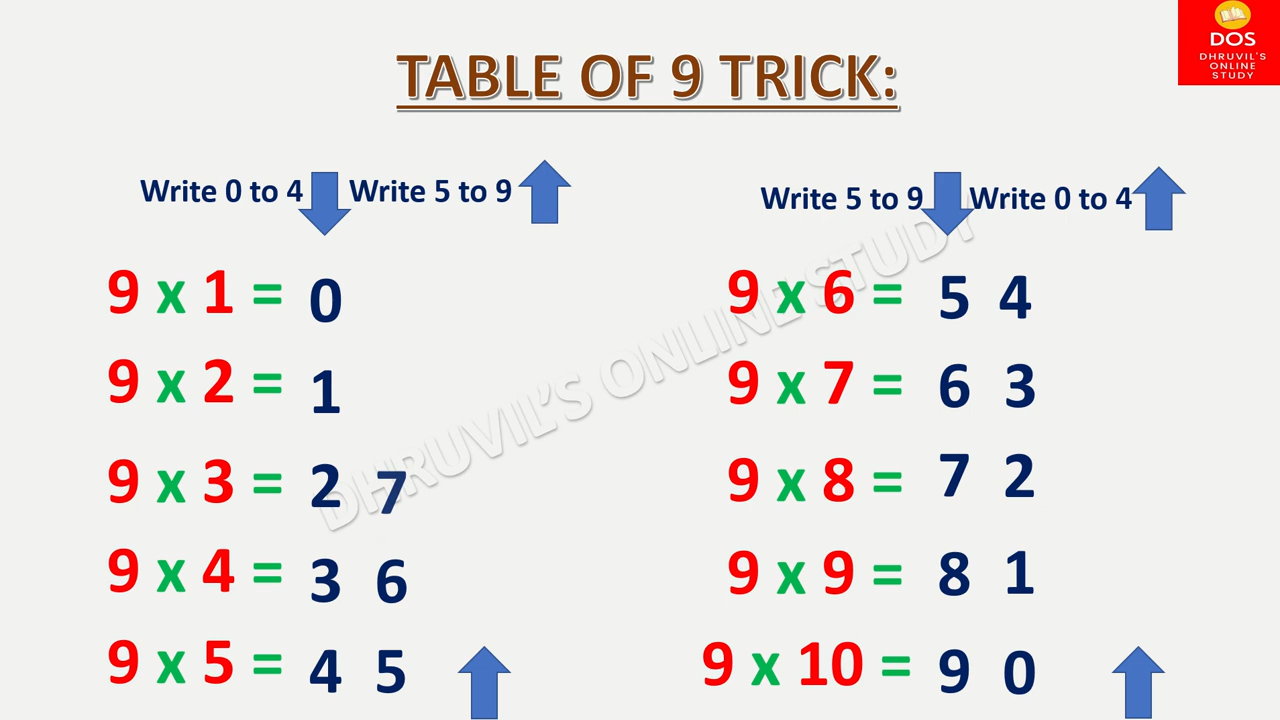 DOS
DHRUVIL'S
ONLINE
STUDY
TABLE OF 9 TRICK:
Write 0 to 4 Write 5 to 9
9 x 1 = 0
9 x 2 = 1
9 x 3 = 2 7
9 x 4 = 3 6
9 x 5 = 4 5
Write 5 to 9 Write 0 to 4
9 x 6 = 5 4
9 x 7 = 6 3
9 x 8 = 7 2
9 x 9 = 8 1
9 x 10 = 9 0
DHRUVIL'S ONLINE STUDY